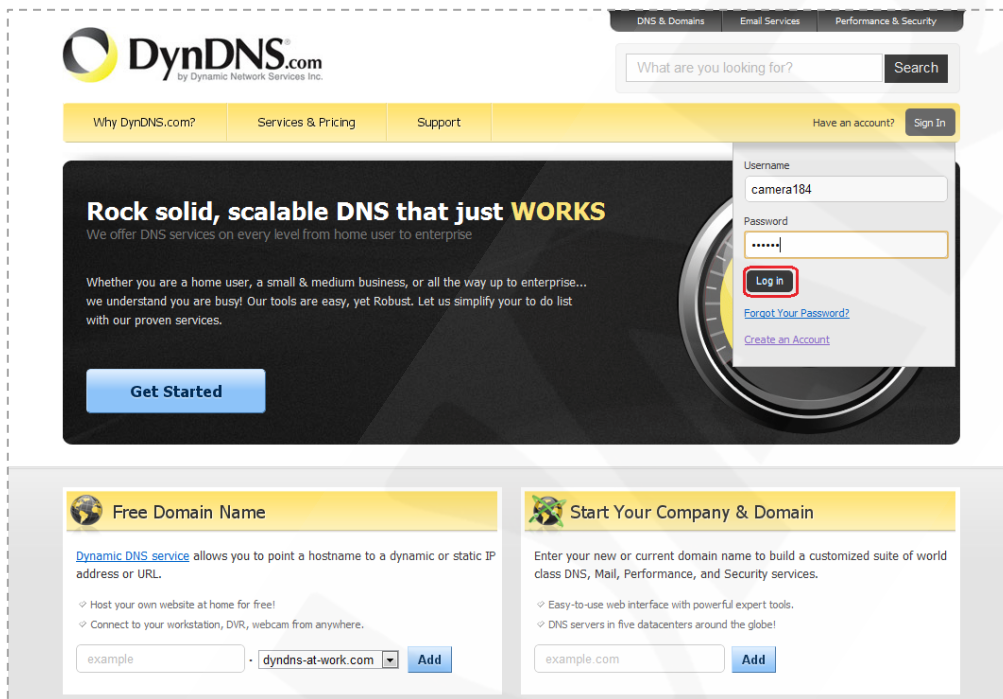 DNS & Domains Email Services Performance & Security
DynDNS.com
by Dynamic Network Services Inc.
What are you looking for? Search
Why DynDNS.com? Services & Pricing Support Have an account? Sign In
Username
camera184
Password
••••••
Log in
Forgot Your Password?
Create an Account
Rock solid, scalable DNS that just WORKS
We offer DNS services on every level from home user to enterprise
Whether you are a home user, a small & medium business, or all the way up to enterprise...
we understand you are busy! Our tools are easy, yet Robust. Let us simplify your to do list
with our proven services.
Get Started
Free Domain Name
Dynamic DNS service allows you to point a hostname to a dynamic or static IP
address or URL.
Host your own website at home for free!
Connect to your workstation, DVR, webcam from anywhere.
example . dyndns-at-work.com Add
Start Your Company & Domain
Enter your new or current domain name to build a customized suite of world
class DNS, Mail, Performance, and Security services.
Easy-to-use web interface with powerful expert tools.
DNS servers in five datacenters around the globe!
example.com Add